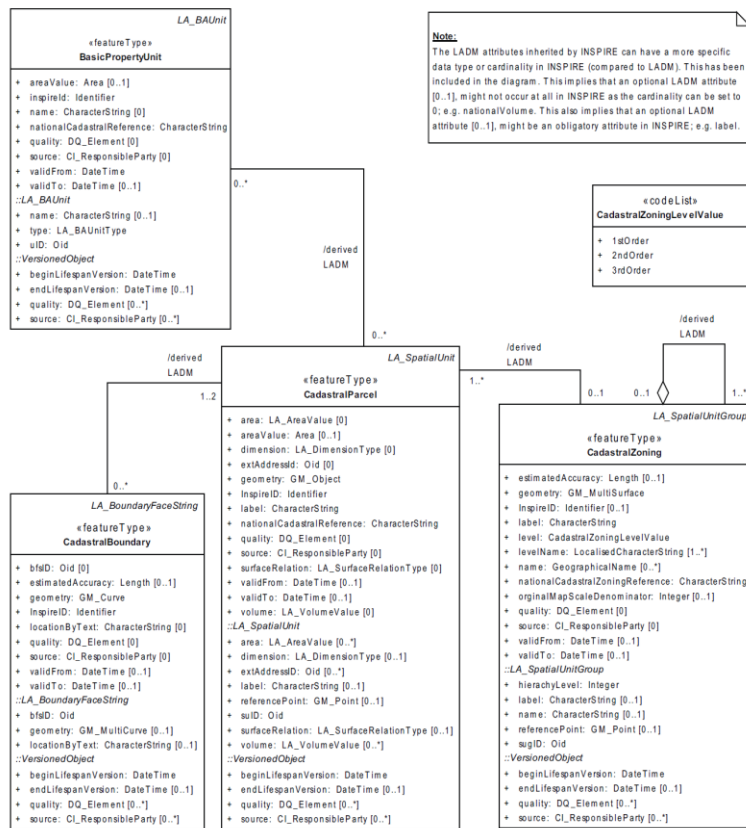 LA_BAUnit
«featureType»
BasicPropertyUnit
+ areaValue: Area [0..1]
+ inspireId: Identifier
+ name: CharacterString [0]
+ nationalCadastralReference: CharacterString
+ quality: DQ_Element [0]
+ source: CI_ResponsibleParty [0]
+ validFrom: DateTime
+ validTo: DateTime [0..1]
::LA_BAUnit
+ name: CharacterString [0..1]
+ type: LA_BAUnitType
+ uID: Oid
::VersionedObject
+ beginLifespanVersion: DateTime
+ endLifespanVersion: DateTime [0..1]
+ quality: DQ_Element [0..*]
+ source: CI_ResponsibleParty [0..*]
Note:
The LADM attributes inherited by INSPIRE can have a more specific
data type or cardinality in INSPIRE (compared to LADM). This has been
included in the diagram. This implies that an optional LADM attribute
[0..1], might not occur at all in INSPIRE as the cardinality can be set to
0; e.g. nationalVolume. This also implies that an optional LADM
attribute [0..1], might be an obligatory attribute in INSPIRE; e.g. label.
0..*
/derived
LADM
0..*
«codeList»
CadastralZoningLevelValue
+ 1stOrder
+ 2ndOrder
+ 3rdOrder
/derived
LADM
1..2
0..*
/derived
LADM
1..*
0..1
/derived
LADM
0..1
1..*
LA_SpatialUnit
«featureType»
CadastralParcel
+ area: LA_AreaValue [0]
+ areaValue: Area [0..1]
+ dimension: LA_DimensionType [0]
+ extAddressId: Oid [0]
+ geometry: GM_Object
+ InspireID: Identifier
+ label: CharacterString
+ nationalCadastralReference: CharacterString
+ quality: DQ_Element [0]
+ source: CI_ResponsibleParty [0]
+ surfaceRelation: LA_SurfaceRelationType [0]
+ validFrom: DateTime [0..1]
+ validTo: DateTime [0..1]
+ volume: LA_VolumeValue [0]
::LA_SpatialUnit
+ area: LA_AreaValue [0..*]
+ dimension: LA_DimensionType [0..1]
+ extAddressID: Oid [0..*]
+ label: CharacterString [0..1]
+ referencePoint: GM_Point [0..1]
+ suID: Oid
+ surfaceRelation: LA_SurfaceRelationType [0..1]
+ volume: LA_VolumeValue [0..*]
::VersionedObject
+ beginLifespanVersion: DateTime
+ endLifespanVersion: DateTime [0..1]
+ quality: DQ_Element [0..*]
+ source: CI_ResponsibleParty [0..*]
LA_SpatialUnitGroup
«featureType»
CadastralZoning
+ estimatedAccuracy: Length [0..1]
+ geometry: GM_MultiSurface
+ InspireID: Identifier [0..1]
+ label: CharacterString
+ level: CadastralZoningLevelValue
+ levelName: LocalisedCharacterString [1..*]
+ name: GeographicalName [0..*]
+ nationalCadastralZoningReference: CharacterString
+ orginalMapScaleDenominator: Integer [0..1]
+ quality: DQ_Element [0]
+ source: CI_ResponsibleParty [0]
+ validFrom: DateTime [0..1]
+ validTo: DateTime [0..1]
::LA_SpatialUnitGroup
+ hierachyLevel: Integer
+ label: CharacterString [0..1]
+ name: CharacterString [0..1]
+ referencePoint: GM_Point [0..1]
+ sugID: Oid
::VersionedObject
+ beginLifespanVersion: DateTime
+ endLifespanVersion: DateTime [0..1]
+ quality: DQ_Element [0..*]
+ source: CI_ResponsibleParty [0..*]
LA_BoundaryFaceString
«featureType»
CadastralBoundary
+ bfsID: Oid [0]
+ estimatedAccuracy: Length [0..1]
+ geometry: GM_Curve
+ InspireID: Identifier
+ locationByText: CharacterString [0]
+ quality: DQ_Element [0]
+ source: CI_ResponsibleParty [0]
+ validFrom: DateTime [0..1]
+ validTo: DateTime [0..1]
::LA_BoundaryFaceString
+ bfsID: Oid
+ geometry: GM_MultiCurve [0..1]
+ locationByText: CharacterString [0..1]
::VersionedObject
+ beginLifespanVersion: DateTime
+ endLifespanVersion: DateTime [0..1]
+ quality: DQ_Element [0..*]
+ source: CI_ResponsibleParty [0..*]